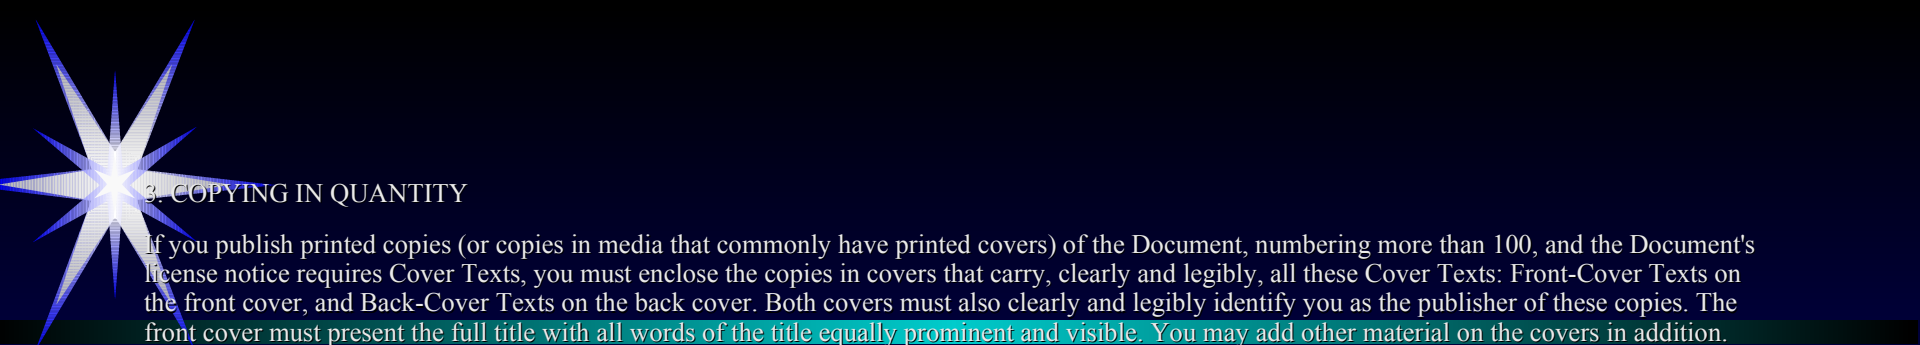 3. COPYING IN QUANTITY
If you publish printed copies (or copies in media that commonly have printed covers) of the Document, numbering more than 100, and the Document's
license notice requires Cover Texts, you must enclose the copies in covers that carry, clearly and legibly, all these Cover Texts: Front-Cover Texts on
the front cover, and Back-Cover Texts on the back cover. Both covers must also clearly and legibly identify you as the publisher of these copies. The
front cover must present the full title with all words of the title equally prominent and visible. You may add other material on the covers in addition.